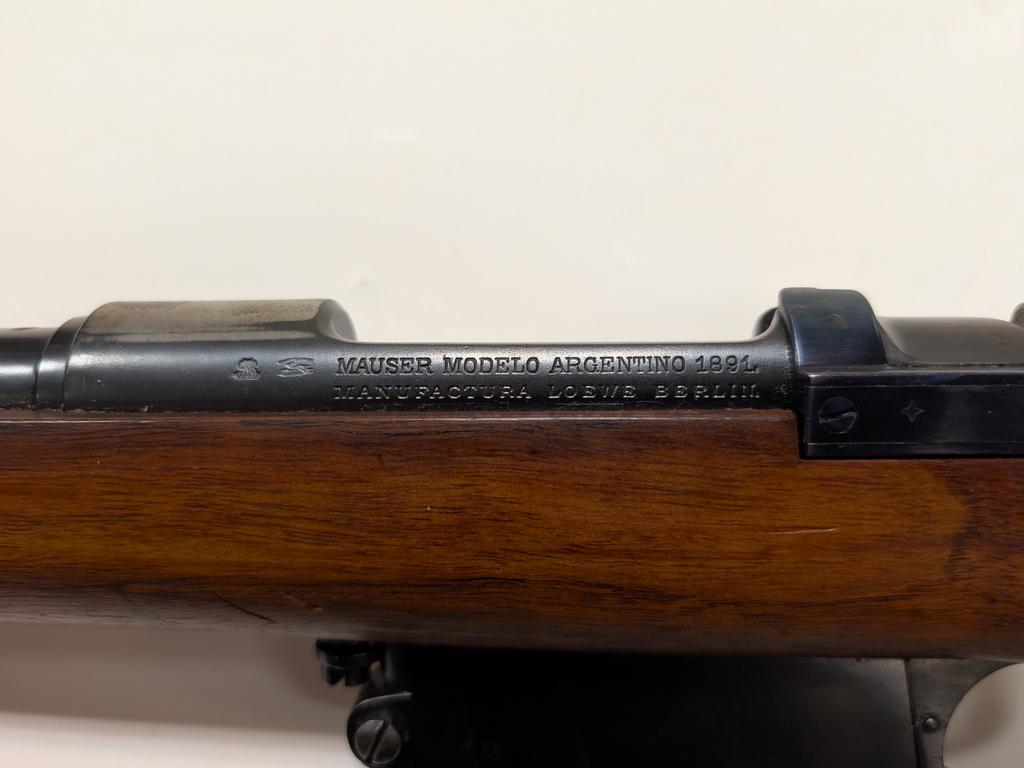 MAUSER MODELO ARGENTINO 1891.
MANUFACTURA LOEWE BERLIN.